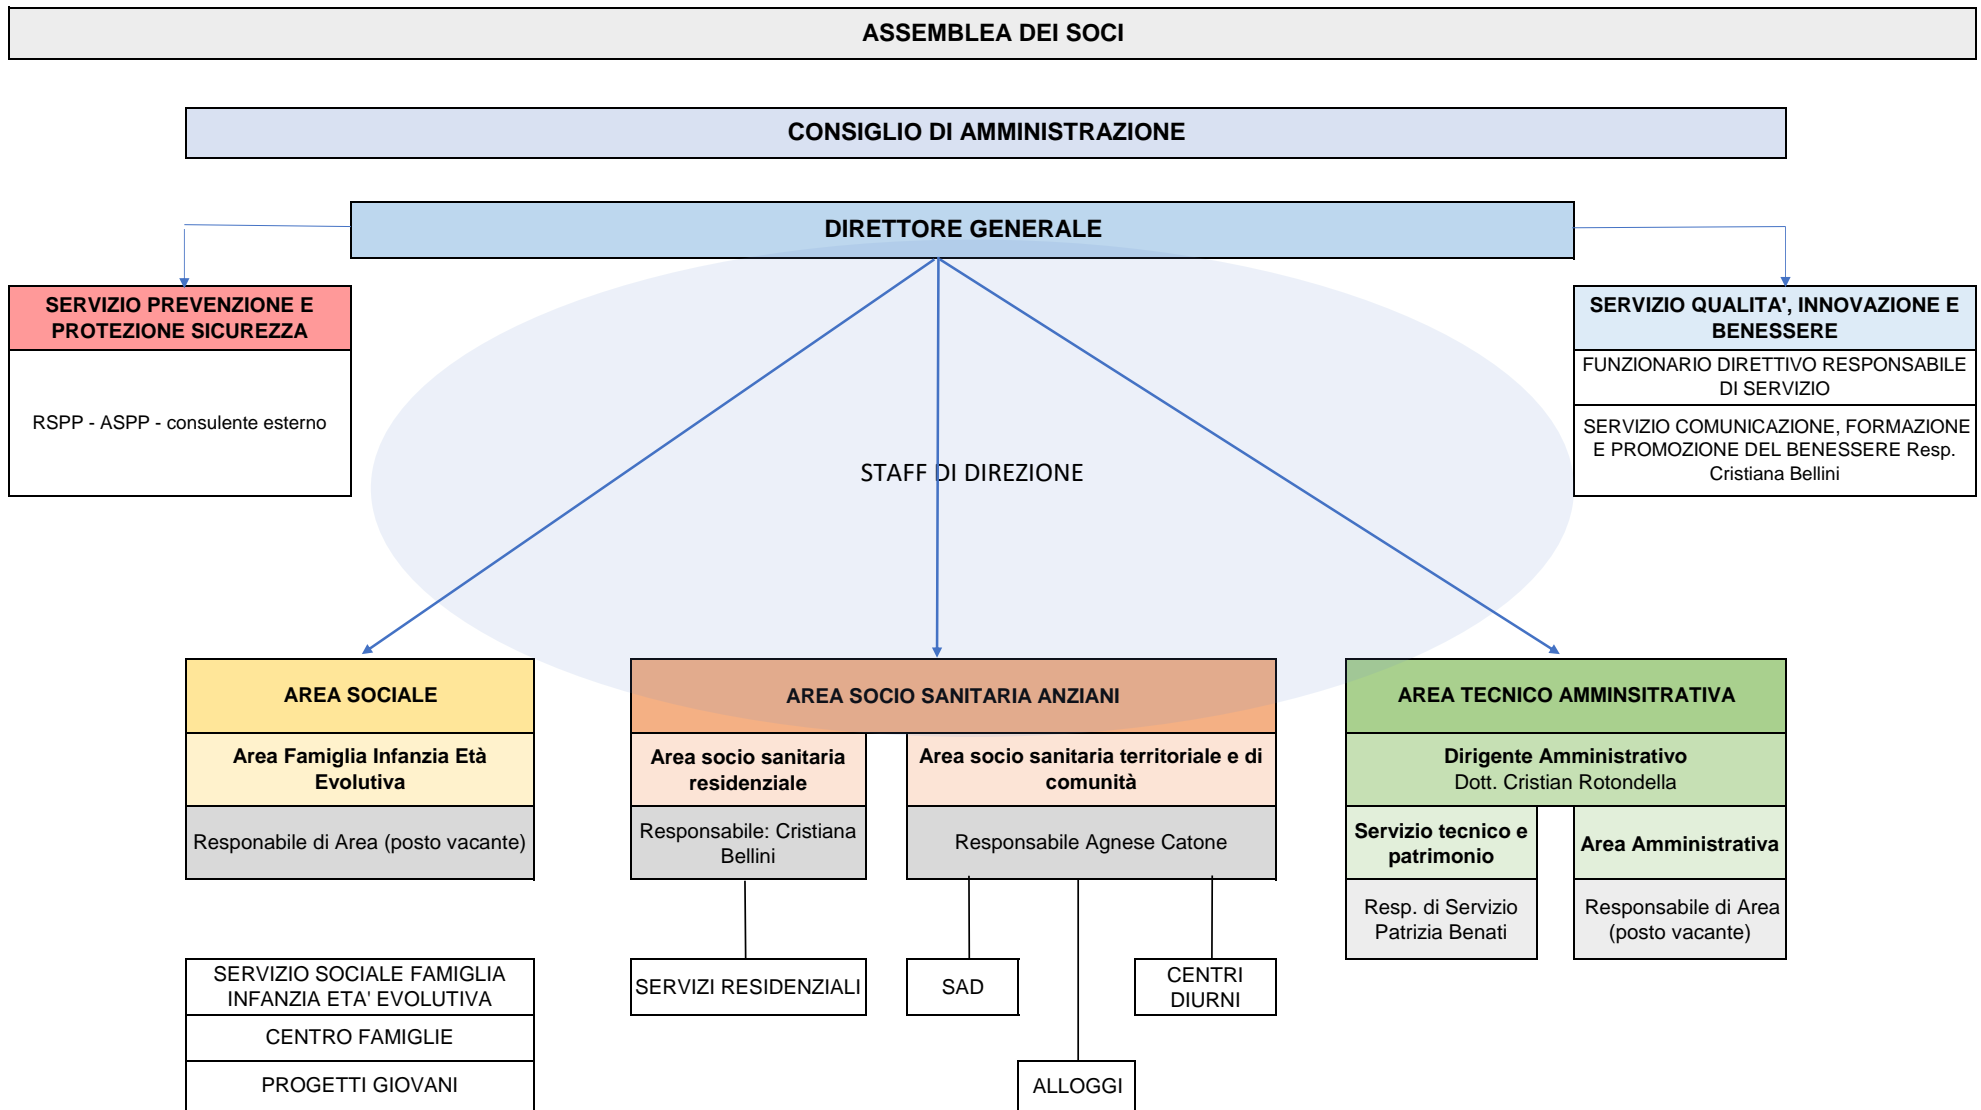 ASSEMBLEA DEI SOCI
CONSIGLIO DI AMMINISTRAZIONE
DIRETTORE GENERALE
SERVIZIO PREVENZIONE E
PROTEZIONE SICUREZZA
RSPP - ASPP - consulente esterno
SERVIZIO QUALITA', INNOVAZIONE E
BENESSERE
FUNZIONARIO DIRETTIVO RESPONSABILE
DI SERVIZIO
SERVIZIO COMUNICAZIONE, FORMAZIONE
E PROMOZIONE DEL BENESSERE Resp.
Cristiana Bellini
STAFF DI DIREZIONE
AREA SOCIALE
Area Famiglia Infanzia Età
Evolutiva
Responabile di Area (posto vacante)
SERVIZIO SOCIALE FAMIGLIA
INFANZIA ETA' EVOLUTIVA
CENTRO FAMIGLIE
PROGETTI GIOVANI
AREA SOCIO SANITARIA ANZIANI
Area socio sanitaria
residenziale
Responsabile: Cristiana
Bellini
SERVIZI RESIDENZIALI
Area socio sanitaria territoriale e di
comunità
Responsabile Agnese Catone
SAD
ALLOGGI
CENTRI
DIURNI
AREA TECNICO AMMINSITRATIVA
Dirigente Amministrativo
Dott. Cristian Rotondella
Servizio tecnico e
patrimonio
Resp. di Servizio
Patrizia Benati
Area Amministrativa
Responsabile di Area
(posto vacante)